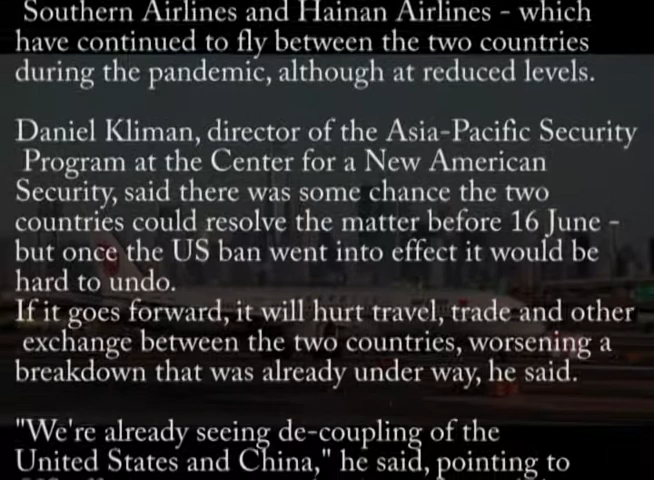 Southern Airlines and Hainan Airlines - which
have continued to fly between the two countries
during the pandemic, although at reduced levels.
Daniel Kliman, director of the Asia-Pacific Security
Program at the Center for a New American
Security, said there was some chance the two
countries could resolve the matter before 16 June -
but once the US ban went into effect it would be
hard to undo.
If it goes forward, it will hurt travel, trade and other
exchange between the two countries, worsening a
breakdown that was already under way, he said.
"We're already seeing de-coupling of the
United States and China," he said, pointing to